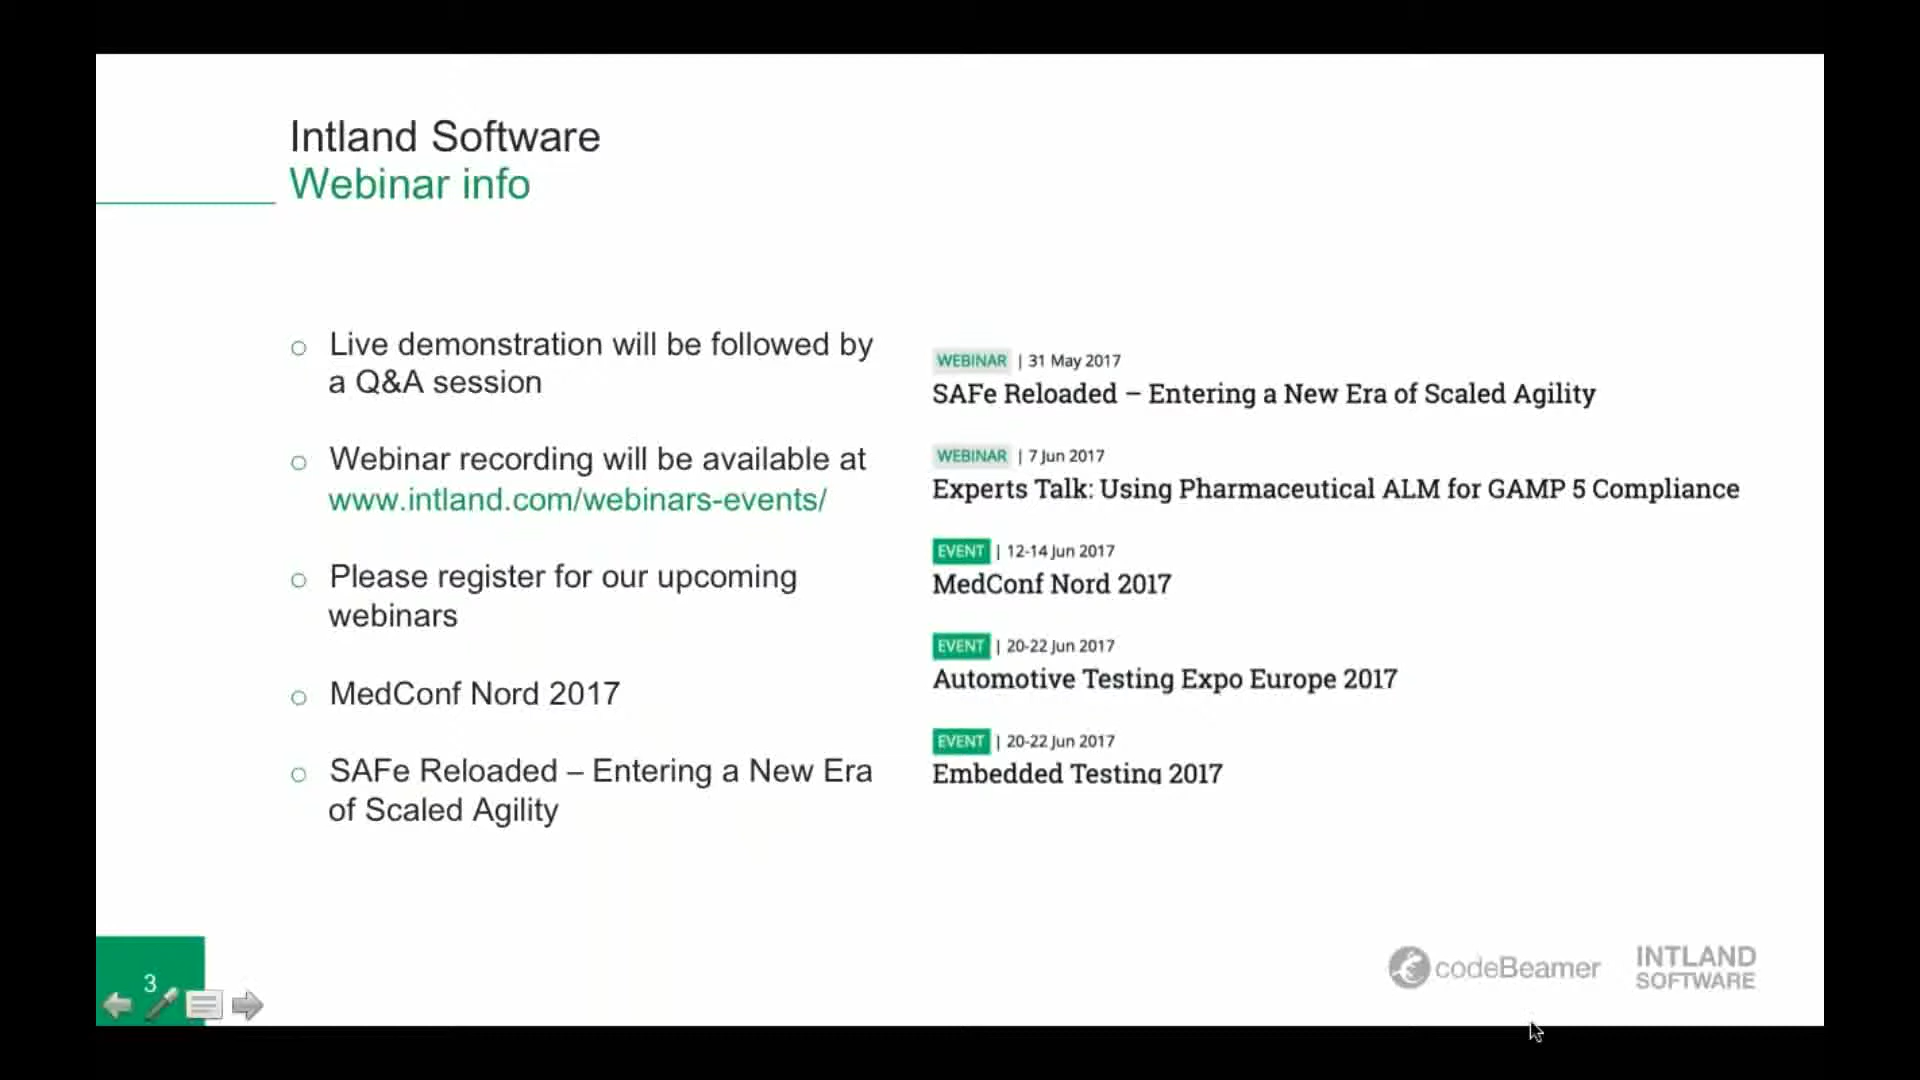 Intland Software
Webinar info
Live demonstration will be followed by
a Q&A session
Webinar recording will be available at
www.intland.com/webinars-events/
Please register for our upcoming
webinars
MedConf Nord 2017
SAFe Reloaded – Entering a New Era
of Scaled Agility
WEBINAR | 31 May 2017
SAFe Reloaded – Entering a New Era of Scaled Agility
WEBINAR | 7 Jun 2017
Experts Talk: Using Pharmaceutical ALM for GAMP 5 Compliance
EVENT | 12-14 Jun 2017
MedConf Nord 2017
EVENT | 20-22 Jun 2017
Automotive Testing Expo Europe 2017
EVENT | 20-22 Jun 2017
Embedded Testing 2017
3
codeBeamer
INTLAND
SOFTWARE